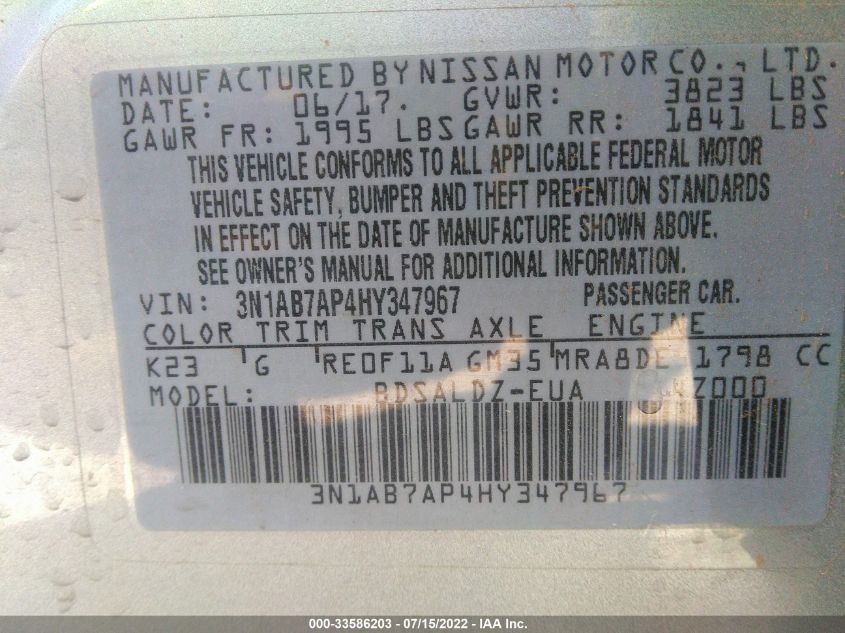 MANUFACTURED BY NISSAN MOTOR CO., LTD.
DATE: 06/17. GVWR: 3823 LBS
GAWR FR: 1995 LBS GAWR RR: 1841 LBS
THIS VEHICLE CONFORMS TO ALL APPLICABLE FEDERAL MOTOR
VEHICLE SAFETY, BUMPER AND THEFT PREVENTION STANDARDS
IN EFFECT ON THE DATE OF MANUFACTURE SHOWN ABOVE.
SEE OWNER'S MANUAL FOR ADDITIONAL INFORMATION.
VIN: 3N1AB7AP4HY347967 PASSENGER CAR.
COLOR TRIM TRANS AXLE ENGINE
K23 G RE0F11A GM35 MRA8DE 1798 CC
MODEL: BDSALDZ-EUA
3N1AB7AP4HY347967
000-33586203 - 07/15/2022 - IAA Inc.